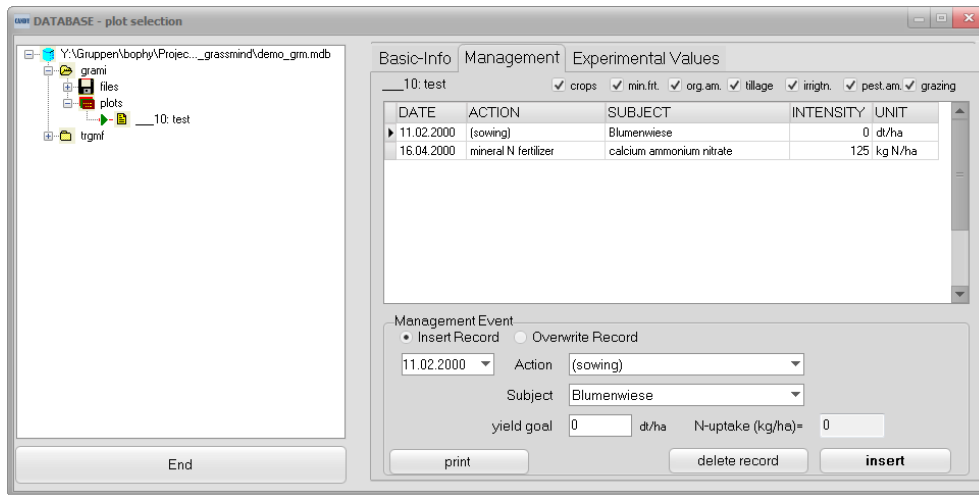 DATABASE - plot selection
Y:\Gruppen\bophy\Projec..._grassmind\demo_grm.mdb
grami
files
plots
___10: test
trgmf
End
Basic-Info Management Experimental Values
___10: test crops min.frt. org.am. tillage irrigtn. pest.am. grazing
DATE ACTION SUBJECT INTENSITY UNIT
11.02.2000 (sowing) Blumenwiese 0 dt/ha
16.04.2000 mineral N fertilizer calcium ammonium nitrate 125 kg N/ha
Management Event
Insert Record Overwrite Record
11.02.2000 Action (sowing)
Subject Blumenwiese
yield goal 0 dt/ha N-uptake (kg/ha)= 0
print delete record insert